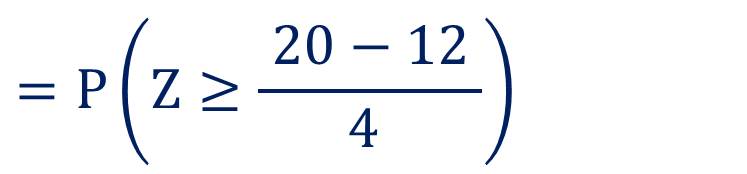 = P(Z ≥ (20 − 12)/4)